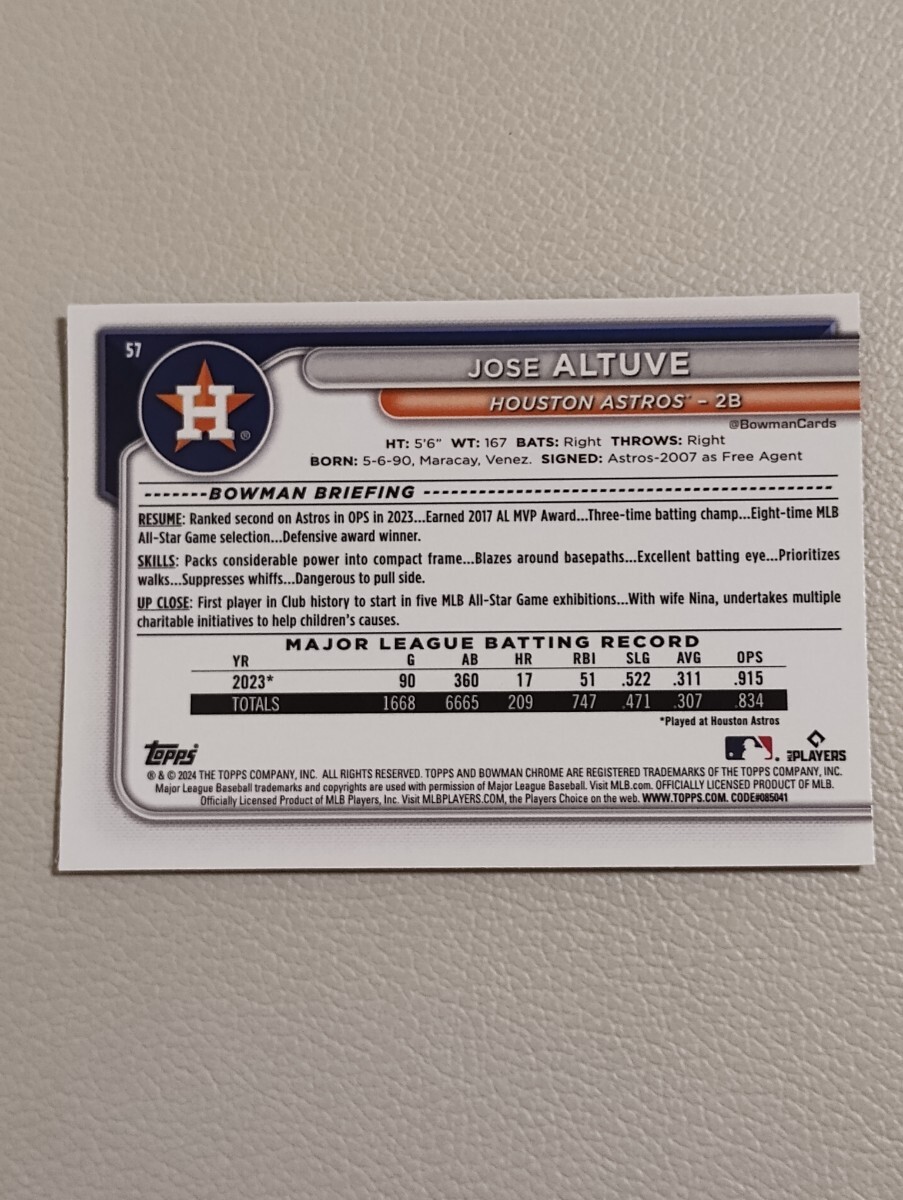 57
H ®
JOSE ALTUVE
HOUSTON ASTROS™ – 2B
@BowmanCards
HT: 5'6" WT: 167 BATS: Right THROWS: Right
BORN: 5-6-90, Maracay, Venez. SIGNED: Astros-2007 as Free Agent
-------BOWMAN BRIEFING -------
RESUME: Ranked second on Astros in OPS in 2023...Earned 2017 AL MVP Award...Three-time batting champ...Eight-time MLB
All-Star Game selection...Defensive award winner.
SKILLS: Packs considerable power into compact frame...Blazes around basepaths...Excellent batting eye...Prioritizes
walks...Suppresses whiffs...Dangerous to pull side.
UP CLOSE: First player in Club history to start in five MLB All-Star Game exhibitions...With wife Nina, undertakes multiple
charitable initiatives to help children's causes.
MAJOR LEAGUE BATTING RECORD
YR G AB HR RBI SLG AVG OPS
2023* 90 360 17 51 .522 .311 .915
TOTALS 1668 6665 209 747 .471 .307 .834
*Played at Houston Astros
Topps
PLAYERS
® & © 2024 THE TOPPS COMPANY, INC. ALL RIGHTS RESERVED. TOPPS AND BOWMAN CHROME ARE REGISTERED TRADEMARKS OF THE TOPPS COMPANY, INC.
Major League Baseball trademarks and copyrights are used with permission of Major League Baseball. Visit MLB.com. OFFICIALLY LICENSED PRODUCT OF MLB.
Officially Licensed Product of MLB Players, Inc. Visit MLBPLAYERS.COM, the Players Choice on the web. WWW.TOPPS.COM. CODE#085041